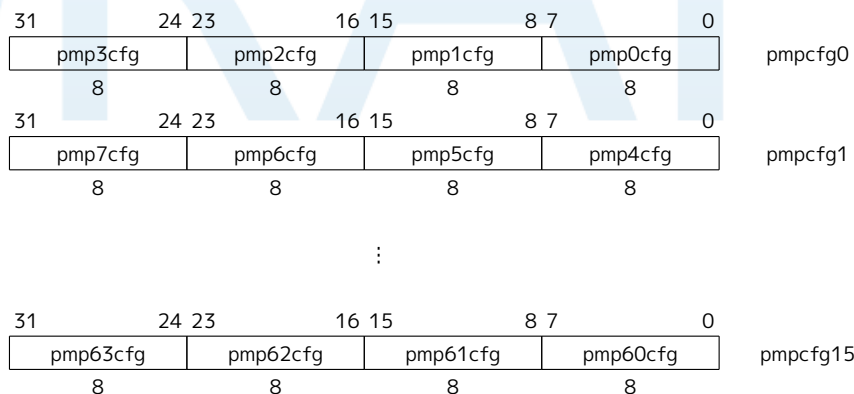 31 24 23 16 15 8 7 0
pmp3cfg pmp2cfg pmp1cfg pmp0cfg pmpcfg0
8 8 8 8
31 24 23 16 15 8 7 0
pmp7cfg pmp6cfg pmp5cfg pmp4cfg pmpcfg1
8 8 8 8
⋮
31 24 23 16 15 8 7 0
pmp63cfg pmp62cfg pmp61cfg pmp60cfg pmpcfg15
8 8 8 8